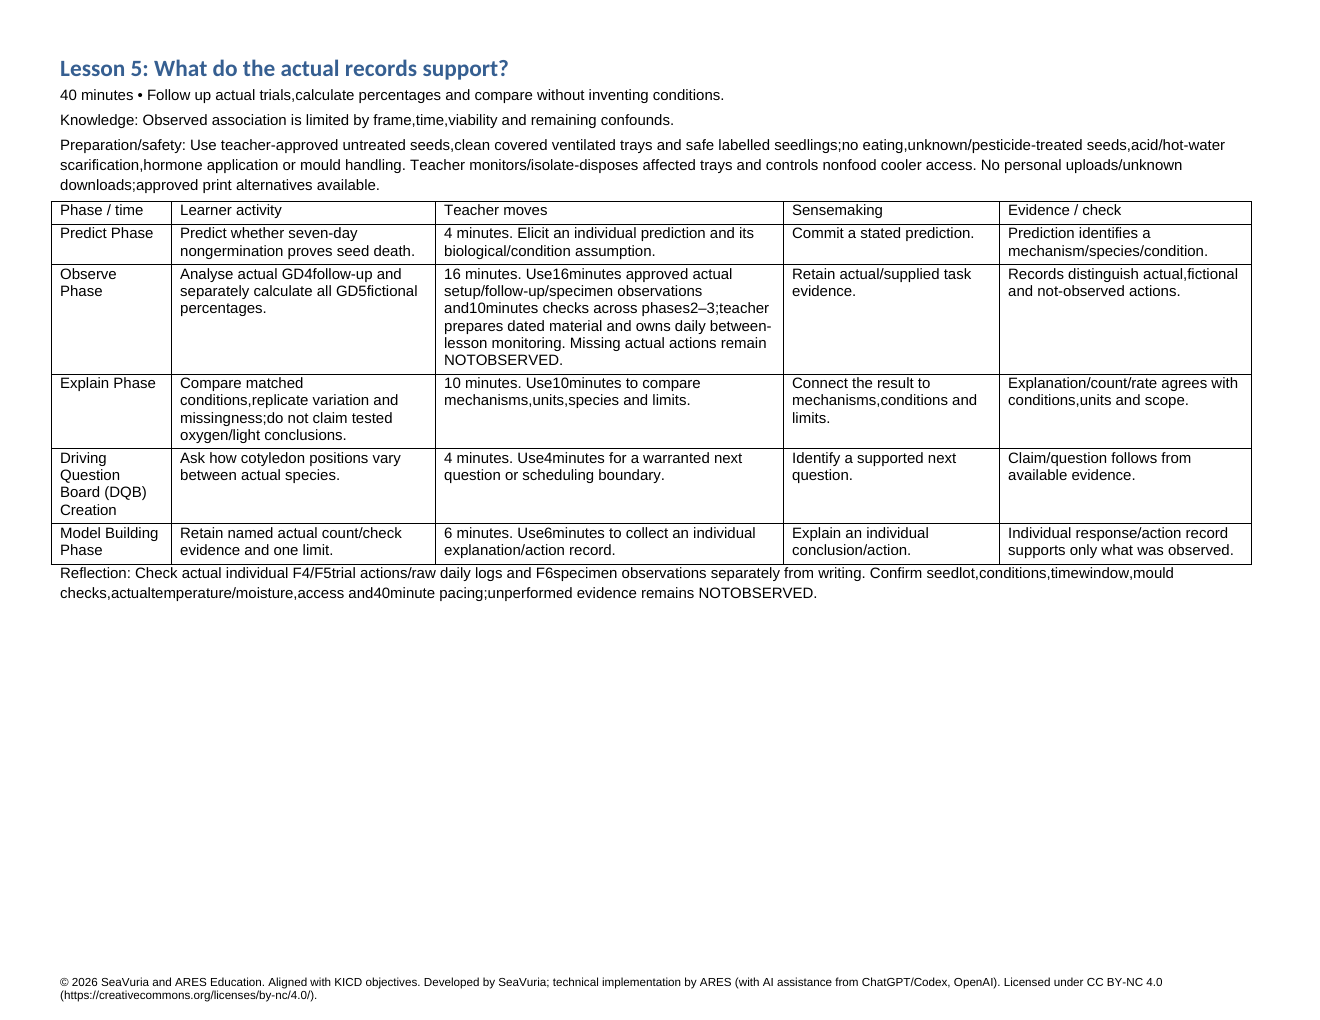 Lesson 5: What do the actual records support?
40 minutes • Follow up actual trials,calculate percentages and compare without inventing conditions.
Knowledge: Observed association is limited by frame,time,viability and remaining confounds.
Preparation/safety: Use teacher-approved untreated seeds,clean covered ventilated trays and safe labelled seedlings;no eating,unknown/pesticide-treated seeds,acid/hot-water
scarification,hormone application or mould handling. Teacher monitors/isolate-disposes affected trays and controls nonfood cooler access. No personal uploads/unknown
downloads;approved print alternatives available.
Phase / time
Learner activity
Teacher moves
Sensemaking
Evidence / check
Predict Phase
Predict whether seven-day
nongermination proves seed death.
4 minutes. Elicit an individual prediction and its
biological/condition assumption.
Commit a stated prediction.
Prediction identifies a
mechanism/species/condition.
Observe
Phase
Analyse actual GD4follow-up and
separately calculate all GD5fictional
percentages.
16 minutes. Use16minutes approved actual
setup/follow-up/specimen observations
and10minutes checks across phases2–3;teacher
prepares dated material and owns daily between-
lesson monitoring. Missing actual actions remain
NOTOBSERVED.
Retain actual/supplied task
evidence.
Records distinguish actual,fictional
and not-observed actions.
Explain Phase
Compare matched
conditions,replicate variation and
missingness;do not claim tested
oxygen/light conclusions.
10 minutes. Use10minutes to compare
mechanisms,units,species and limits.
Connect the result to
mechanisms,conditions and
limits.
Explanation/count/rate agrees with
conditions,units and scope.
Driving
Question
Board (DQB)
Creation
Ask how cotyledon positions vary
between actual species.
4 minutes. Use4minutes for a warranted next
question or scheduling boundary.
Identify a supported next
question.
Claim/question follows from
available evidence.
Model Building
Phase
Retain named actual count/check
evidence and one limit.
6 minutes. Use6minutes to collect an individual
explanation/action record.
Explain an individual
conclusion/action.
Individual response/action record
supports only what was observed.
Reflection: Check actual individual F4/F5trial actions/raw daily logs and F6specimen observations separately from writing. Confirm seedlot,conditions,timewindow,mould
checks,actualtemperature/moisture,access and40minute pacing;unperformed evidence remains NOTOBSERVED.
© 2026 SeaVuria and ARES Education. Aligned with KICD objectives. Developed by SeaVuria; technical implementation by ARES (with AI assistance from ChatGPT/Codex, OpenAI). Licensed under CC BY-NC 4.0
(https://creativecommons.org/licenses/by-nc/4.0/).